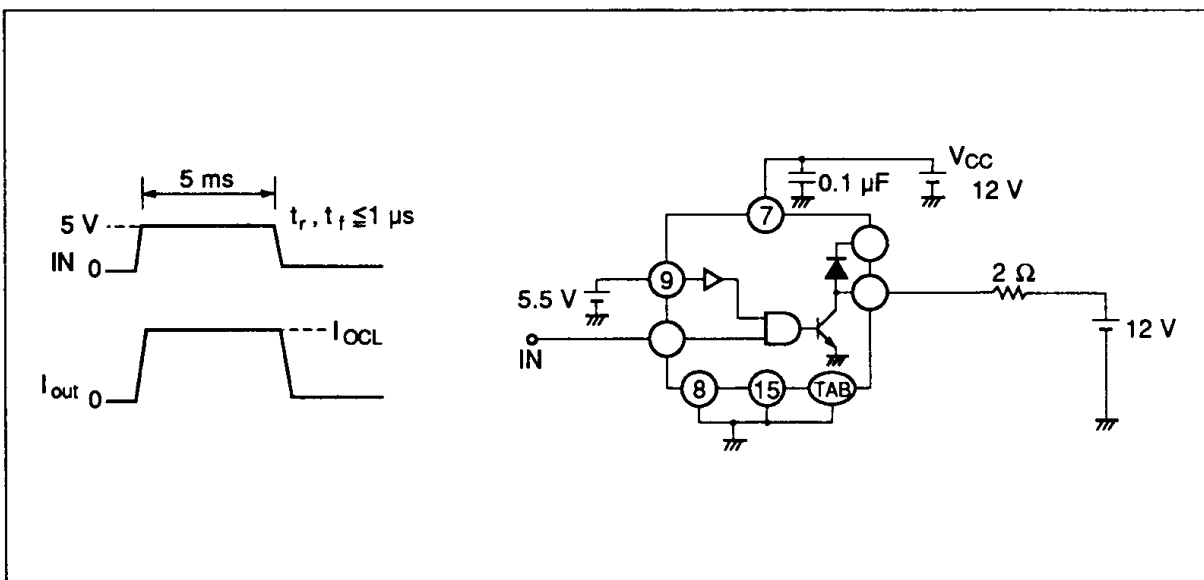 5 ms
5 V
t_r , t_f ≦1 µs
IN 0
I_OCL
I_out 0
V_CC
12 V
0.1 µF
7
9
5.5 V
IN
2 Ω
12 V
8
15
TAB